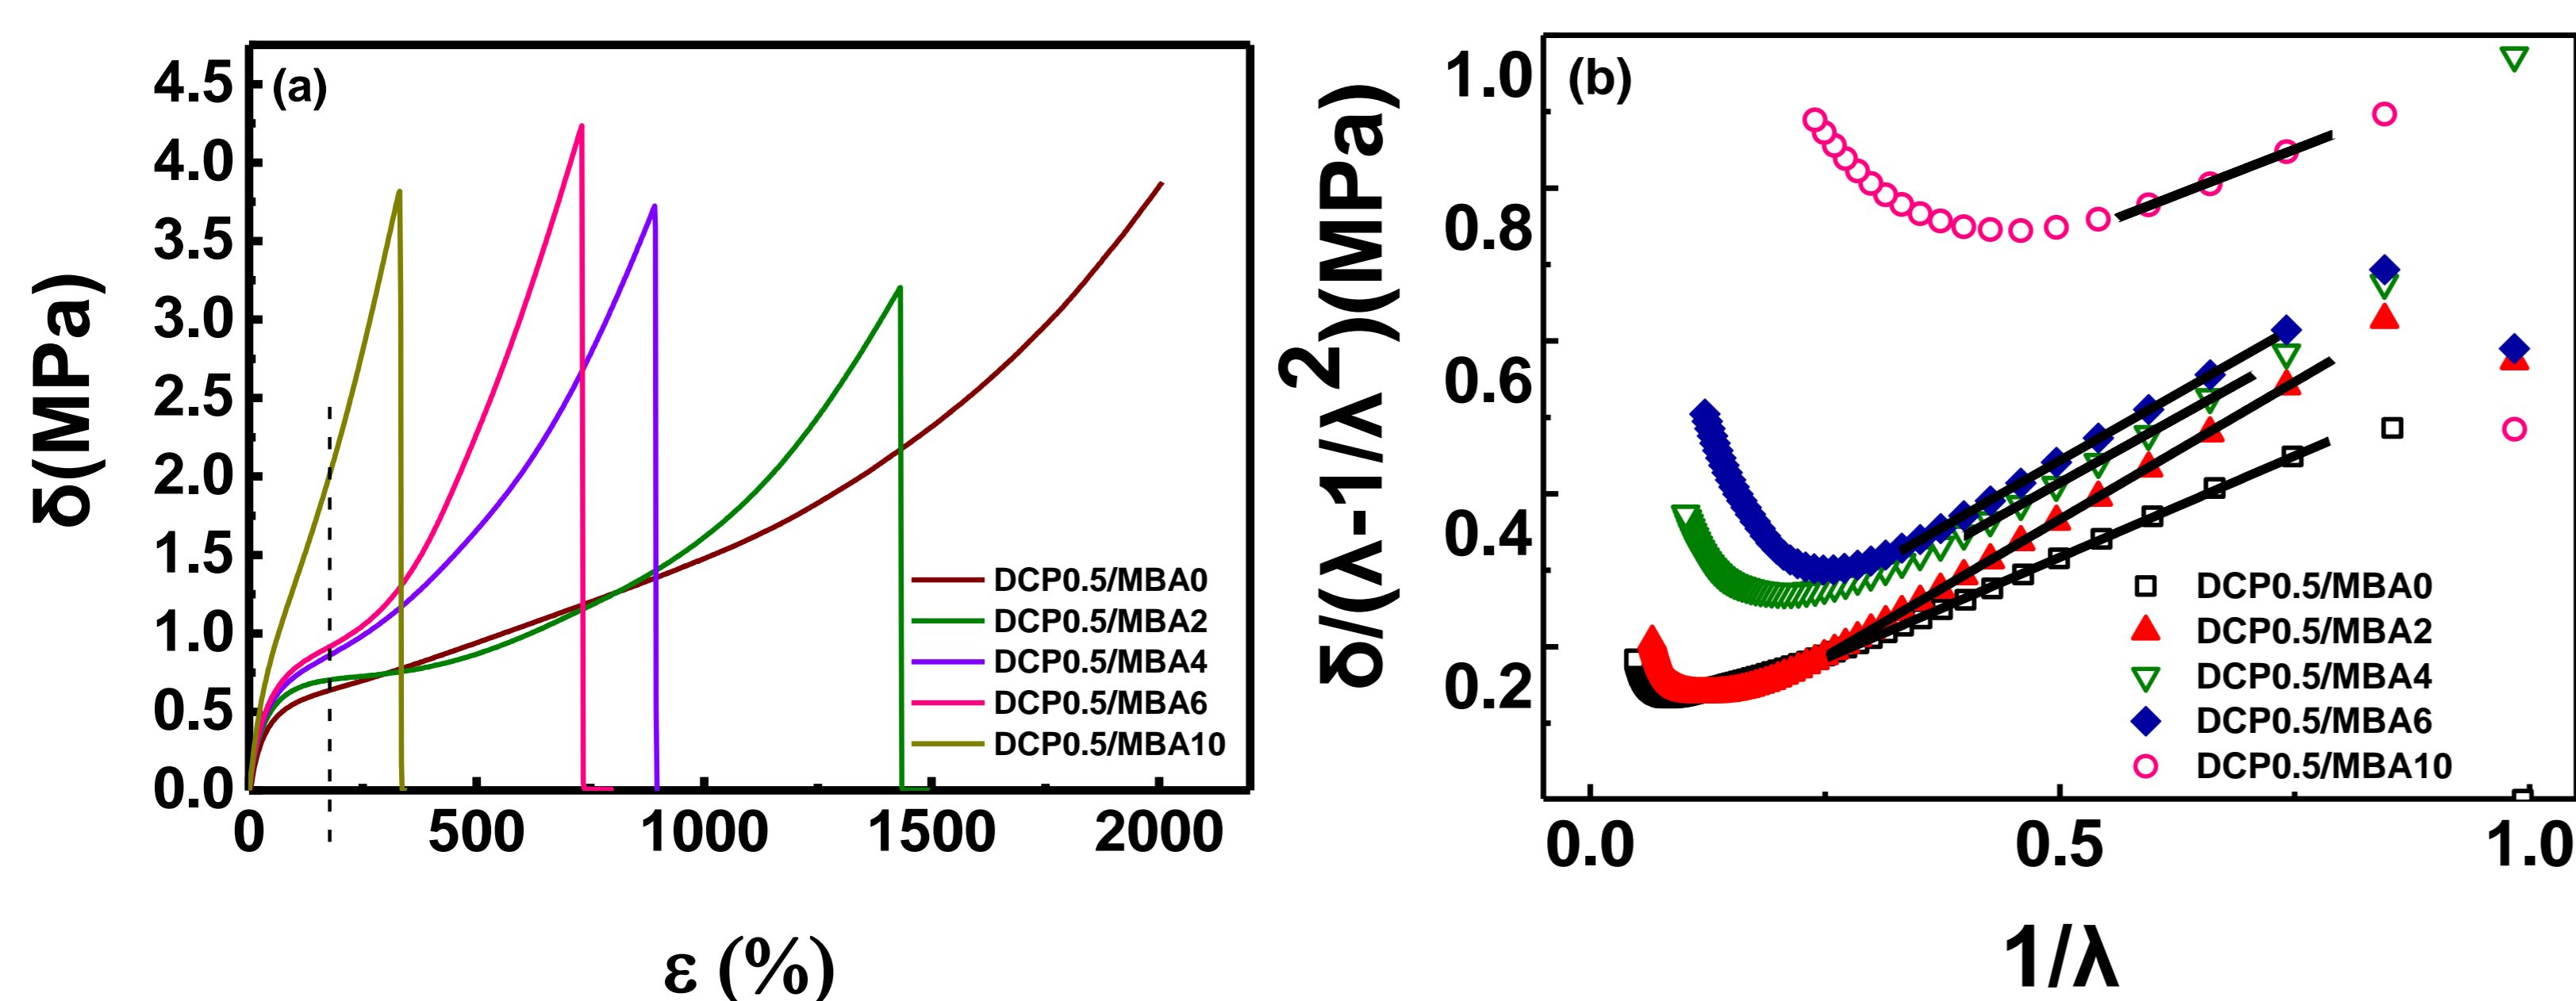 (a)
δ(MPa)
4.5
4.0
3.5
3.0
2.5
2.0
1.5
1.0
0.5
0.0
0 500 1000 1500 2000
ε (%)
DCP0.5/MBA0
DCP0.5/MBA2
DCP0.5/MBA4
DCP0.5/MBA6
DCP0.5/MBA10
(b)
δ/(λ-1/λ²)(MPa)
1.0
0.8
0.6
0.4
0.2
0.0 0.5 1.0
1/λ
DCP0.5/MBA0
DCP0.5/MBA2
DCP0.5/MBA4
DCP0.5/MBA6
DCP0.5/MBA10